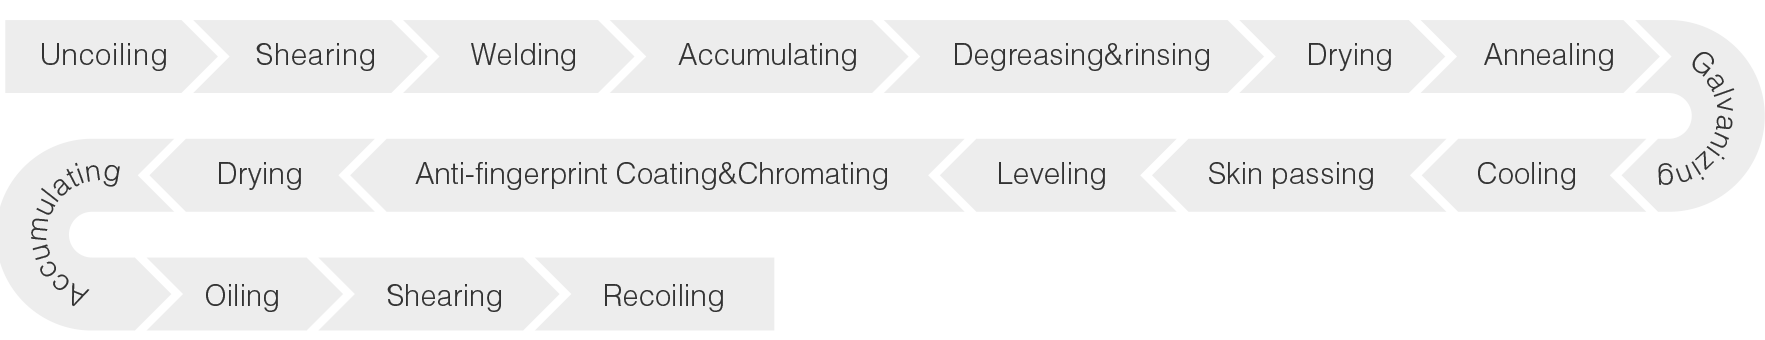 Uncoiling
Shearing
Welding
Accumulating
Degreasing&rinsing
Drying
Annealing
Galvanizing
Cooling
Skin passing
Leveling
Anti-fingerprint Coating&Chromating
Drying
Accumulating
Oiling
Shearing
Recoiling